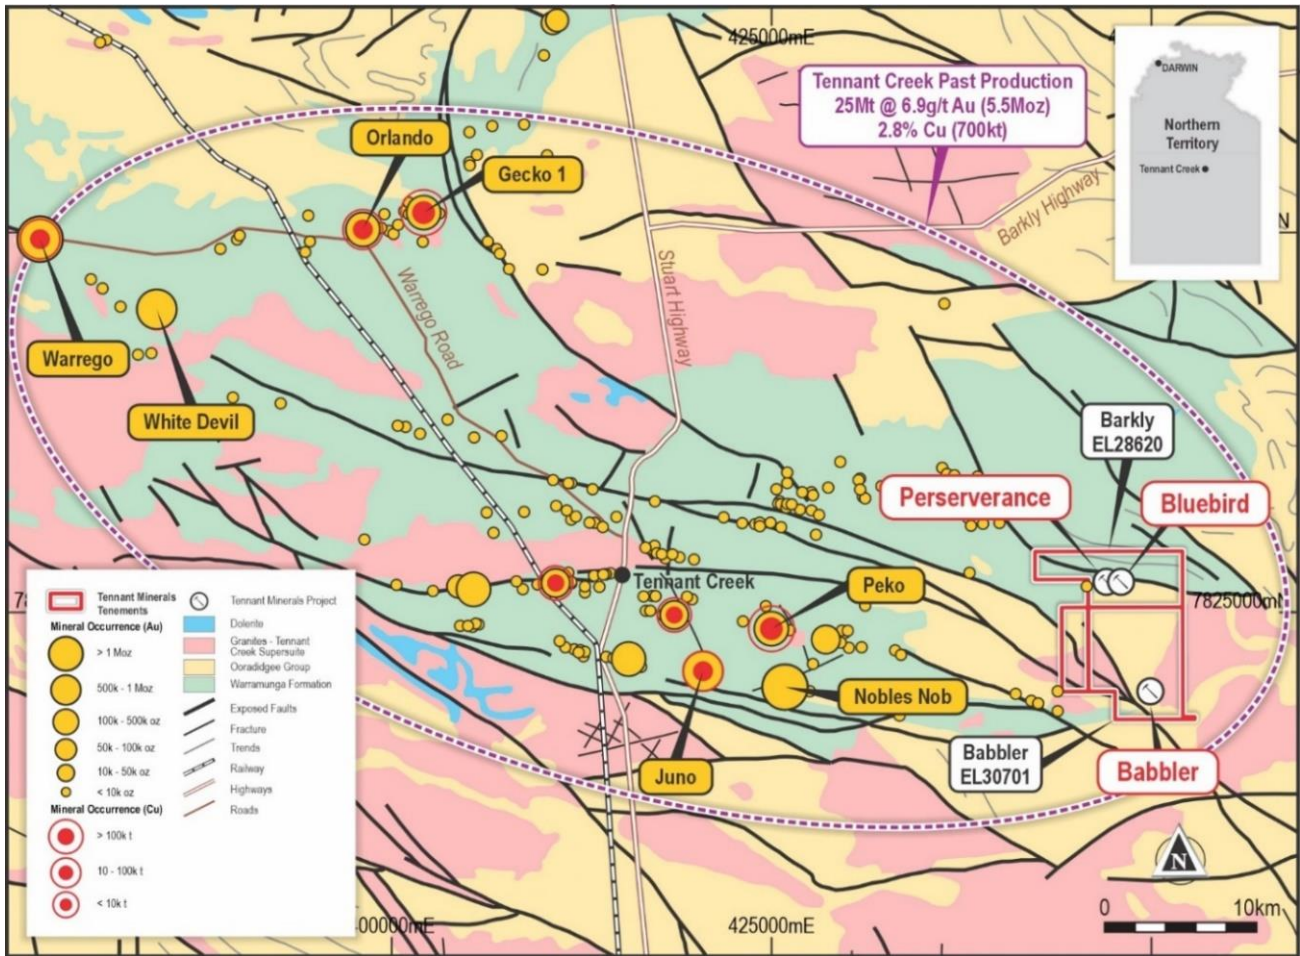 425000mE
4
Tennant Creek Past Production
25Mt @ 6.9g/t Au (5.5Moz)
2.8% Cu (700kt)
DARWIN
Northern
Territory
Tennant Creek
Orlando
Gecko 1
Barkly Highway
N
Stuart Highway
Warrego Road
Warrego
White Devil
Barkly
EL28620
Perserverance
Bluebird
Tennant Creek
Peko
78
7825000mN
Nobles Nob
Juno
Babbler
EL30701
Babbler
Tennant Minerals
Tenements
Mineral Occurrence (Au)
> 1 Moz
500k - 1 Moz
100k - 500k oz
50k - 100k oz
10k - 50k oz
< 10k oz
Mineral Occurrence (Cu)
> 100k t
10 - 100k t
< 10k t
Tennant Minerals Project
Dolerite
Granites - Tennant
Creek Supersuite
Ooradidgee Group
Warramunga Formation
Exposed Faults
Fracture
Trends
Railway
Highways
Roads
N
0 10km
00000mE
425000mE